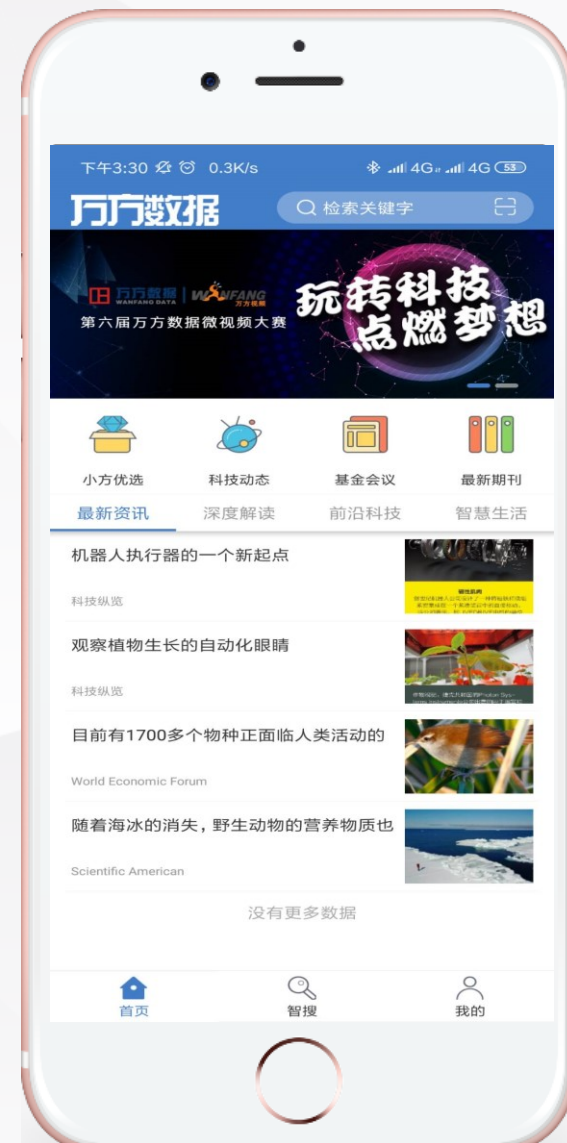 下午3:30 0.3K/s 4G 4G 53
万方数据 检索关键字
万方数据 WANFANG DATA WANFANG 万方视频
第六届万方数据微视频大赛
玩转科技
点燃梦想
小方优选 科技动态 基金会议 最新期刊
最新资讯 深度解读 前沿科技 智慧生活
机器人执行器的一个新起点
科技纵览
观察植物生长的自动化眼睛
科技纵览
目前有1700多个物种正面临人类活动的
World Economic Forum
随着海冰的消失，野生动物的营养物质也
Scientific American
没有更多数据
首页 智搜 我的